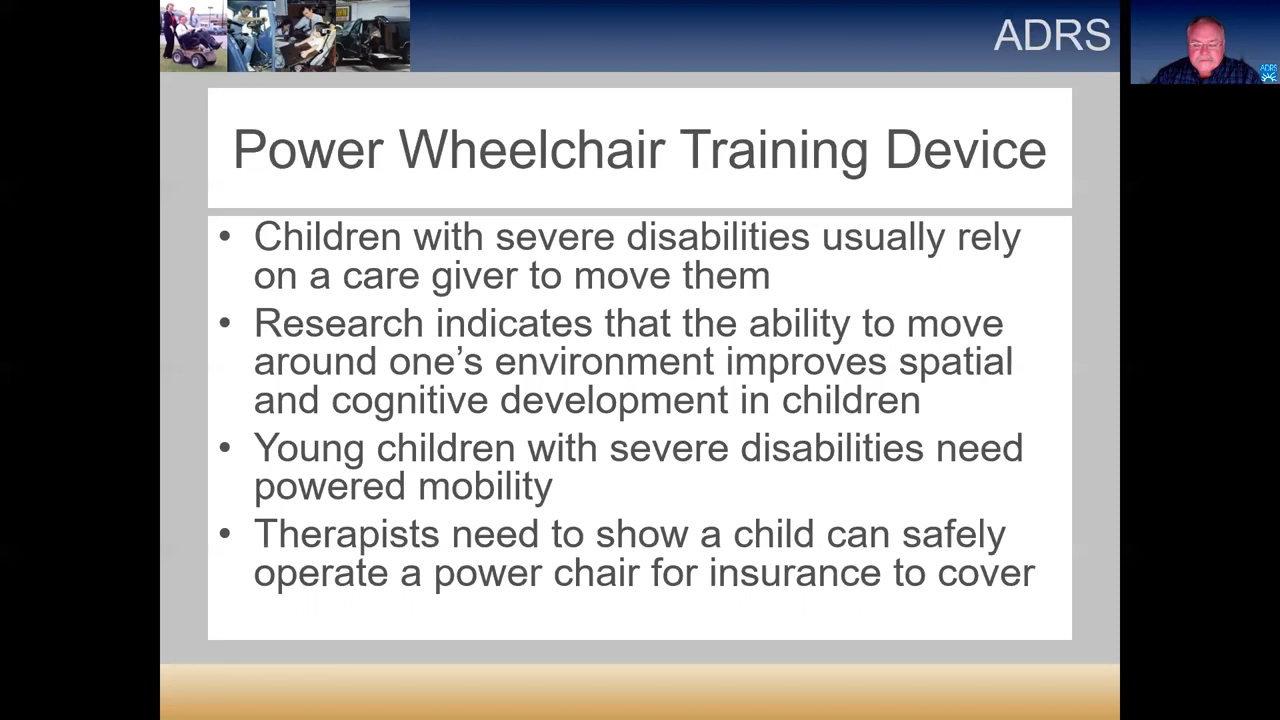 ADRS
ADRS
Power Wheelchair Training Device
• Children with severe disabilities usually rely
on a care giver to move them
• Research indicates that the ability to move
around one’s environment improves spatial
and cognitive development in children
• Young children with severe disabilities need
powered mobility
• Therapists need to show a child can safely
operate a power chair for insurance to cover